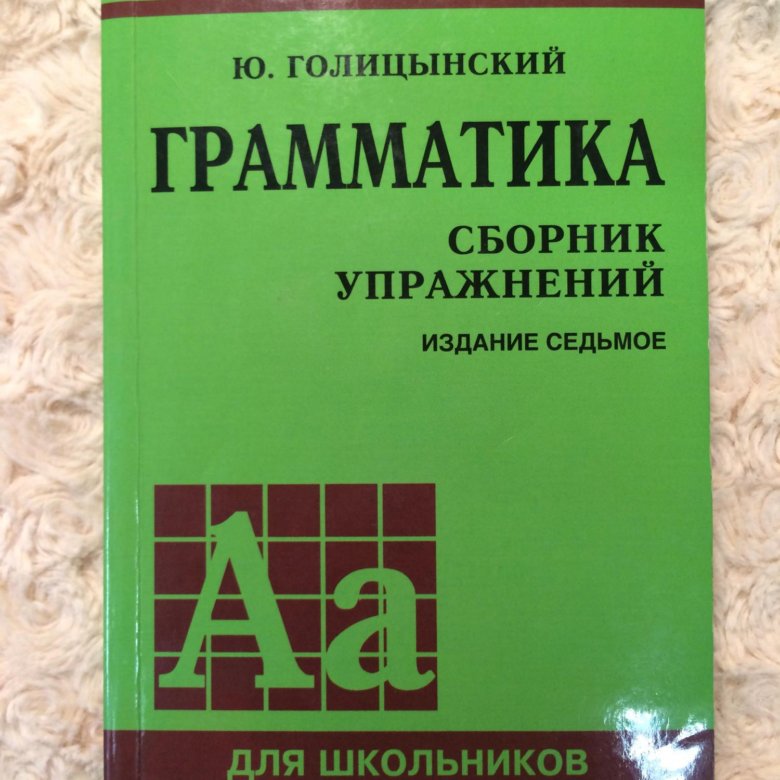 Ю. ГОЛИЦЫНСКИЙ
ГРАММАТИКА
СБОРНИК
УПРАЖНЕНИЙ
ИЗДАНИЕ СЕДЬМОЕ
Aa
ДЛЯ ШКОЛЬНИКОВ